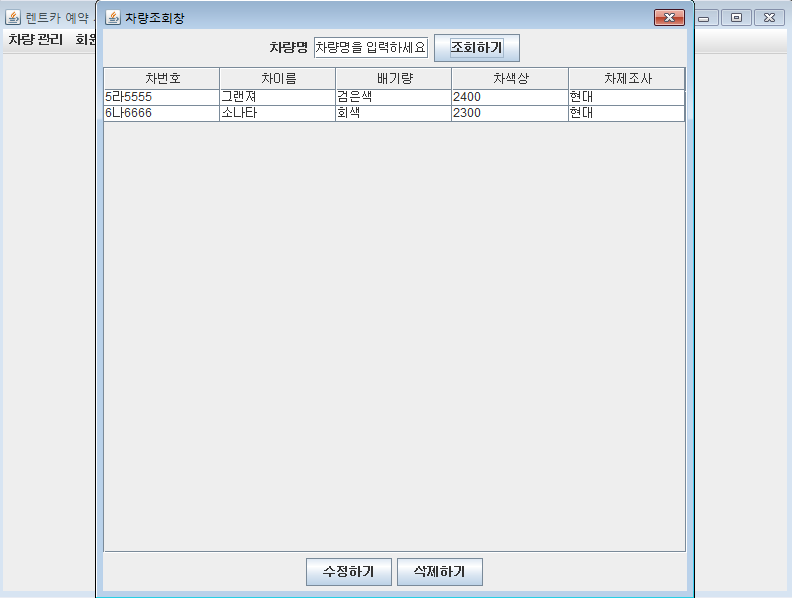 렌트카 예약
차량조회창
차량 관리 회원
차량명 차량명을 입력하세요 조회하기
차번호 차이름 배기량 차색상 차제조사
5라5555 그랜져 검은색 2400 현대
6나6666 소나타 회색 2300 현대
수정하기 삭제하기